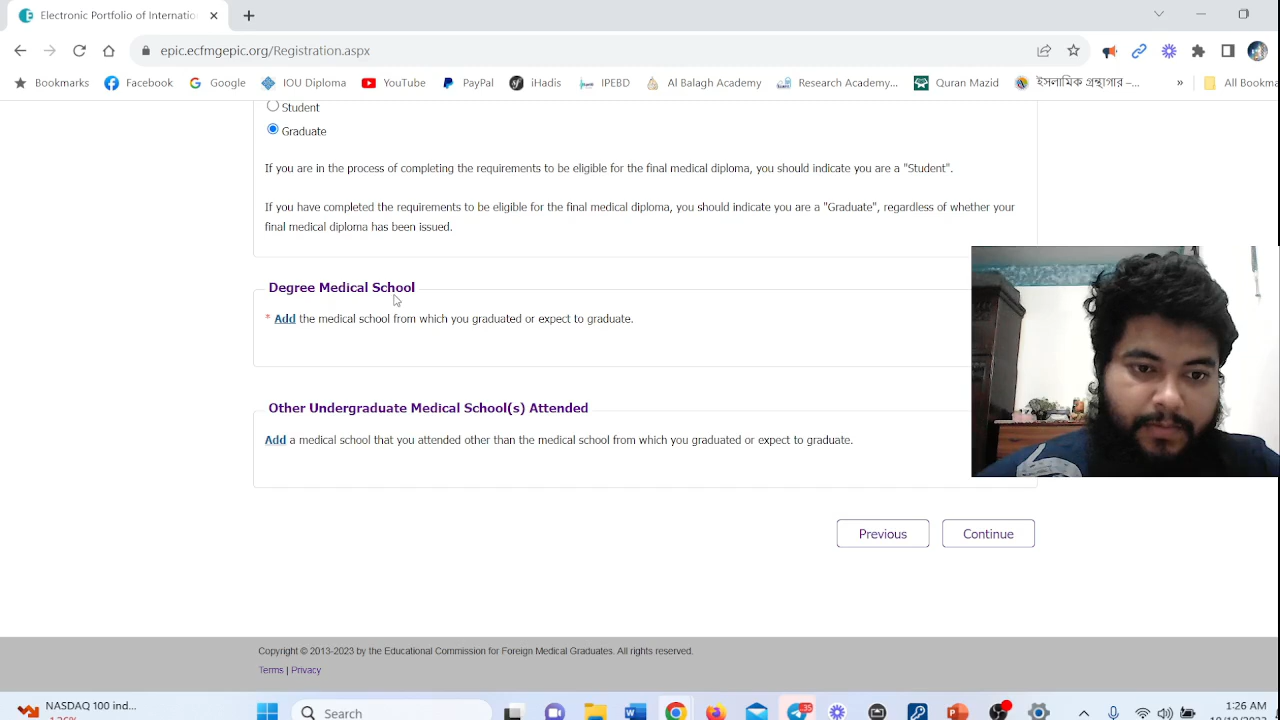 Electronic Portfolio of Internatio
epic.ecfmgepic.org/Registration.aspx
Bookmarks
Facebook
Google
IOU Diploma
YouTube
PayPal
iHadis
IPEBD
Al Balagh Academy
Research Academy...
Quran Mazid
ইসলামিক গ্রন্থাগার –...
»
All Bookma
Student
Graduate
If you are in the process of completing the requirements to be eligible for the final medical diploma, you should indicate you are a "Student".
If you have completed the requirements to be eligible for the final medical diploma, you should indicate you are a "Graduate", regardless of whether your
final medical diploma has been issued.
Degree Medical School
* Add the medical school from which you graduated or expect to graduate.
Other Undergraduate Medical School(s) Attended
Add a medical school that you attended other than the medical school from which you graduated or expect to graduate.
Previous
Continue
Copyright © 2013-2023 by the Educational Commission for Foreign Medical Graduates. All rights reserved.
Terms | Privacy
NASDAQ 100 ind...
Search
35
1:26 AM